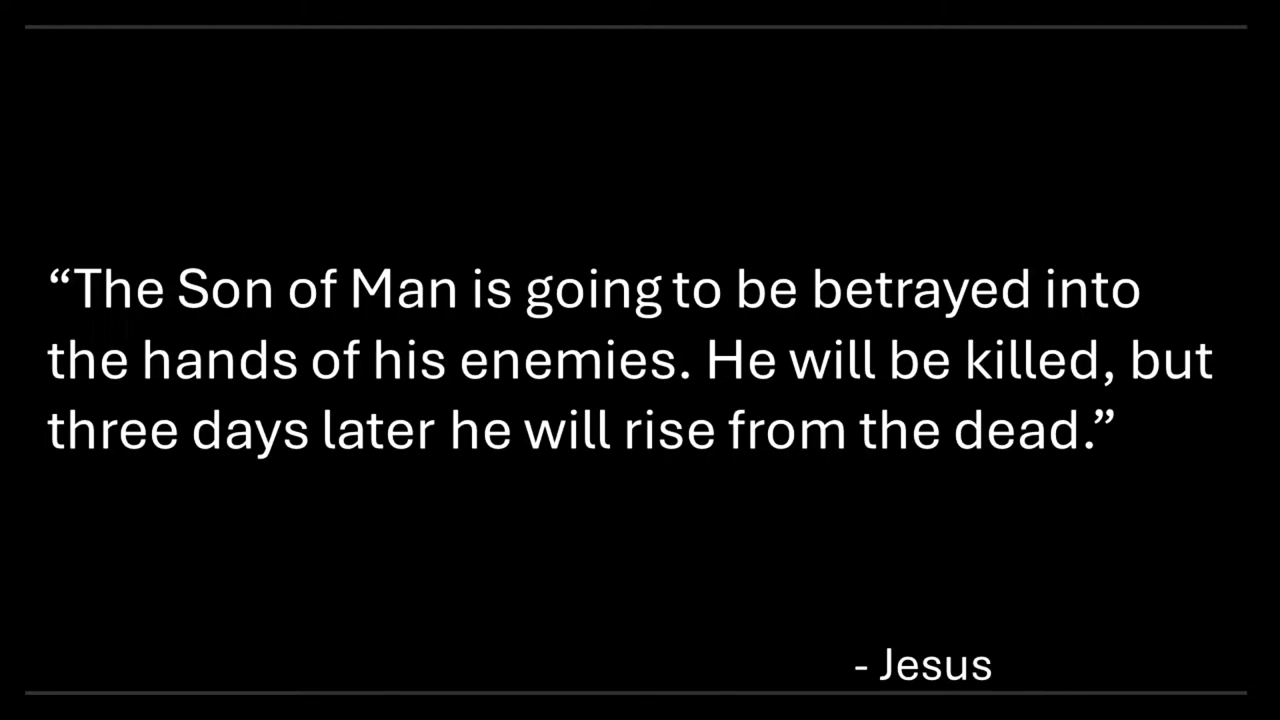 “The Son of Man is going to be betrayed into
the hands of his enemies. He will be killed, but
three days later he will rise from the dead.”
- Jesus